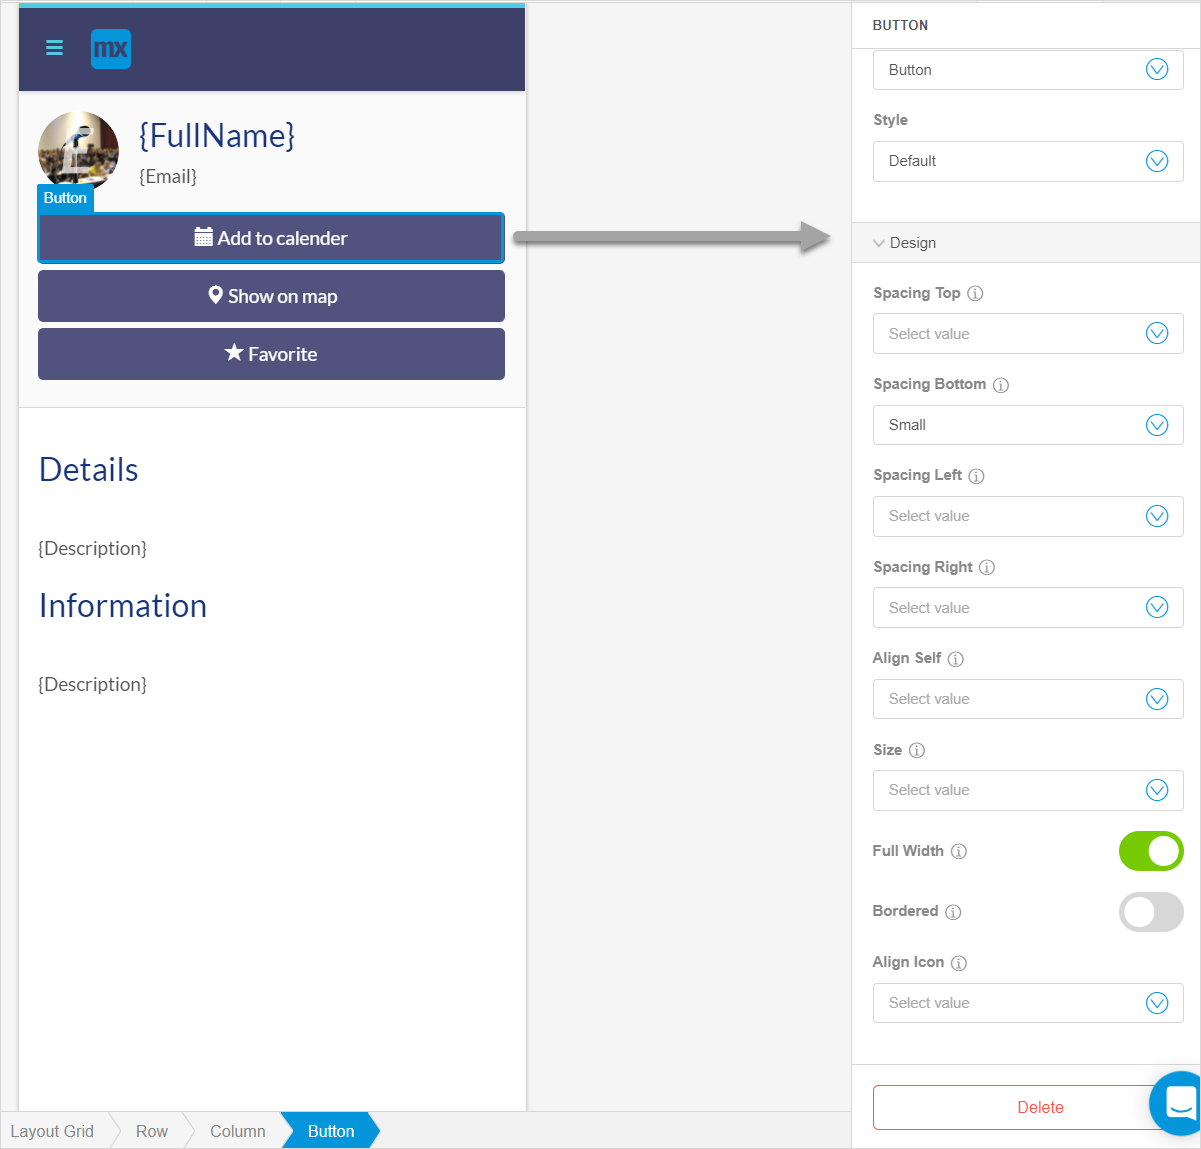 mx
{FullName}
{Email}
Button
Add to calender
Show on map
Favorite
Details
{Description}
Information
{Description}
Layout Grid
Row
Column
Button
BUTTON
Button
Style
Default
Design
Spacing Top
Select value
Spacing Bottom
Small
Spacing Left
Select value
Spacing Right
Select value
Align Self
Select value
Size
Select value
Full Width
Bordered
Align Icon
Select value
Delete